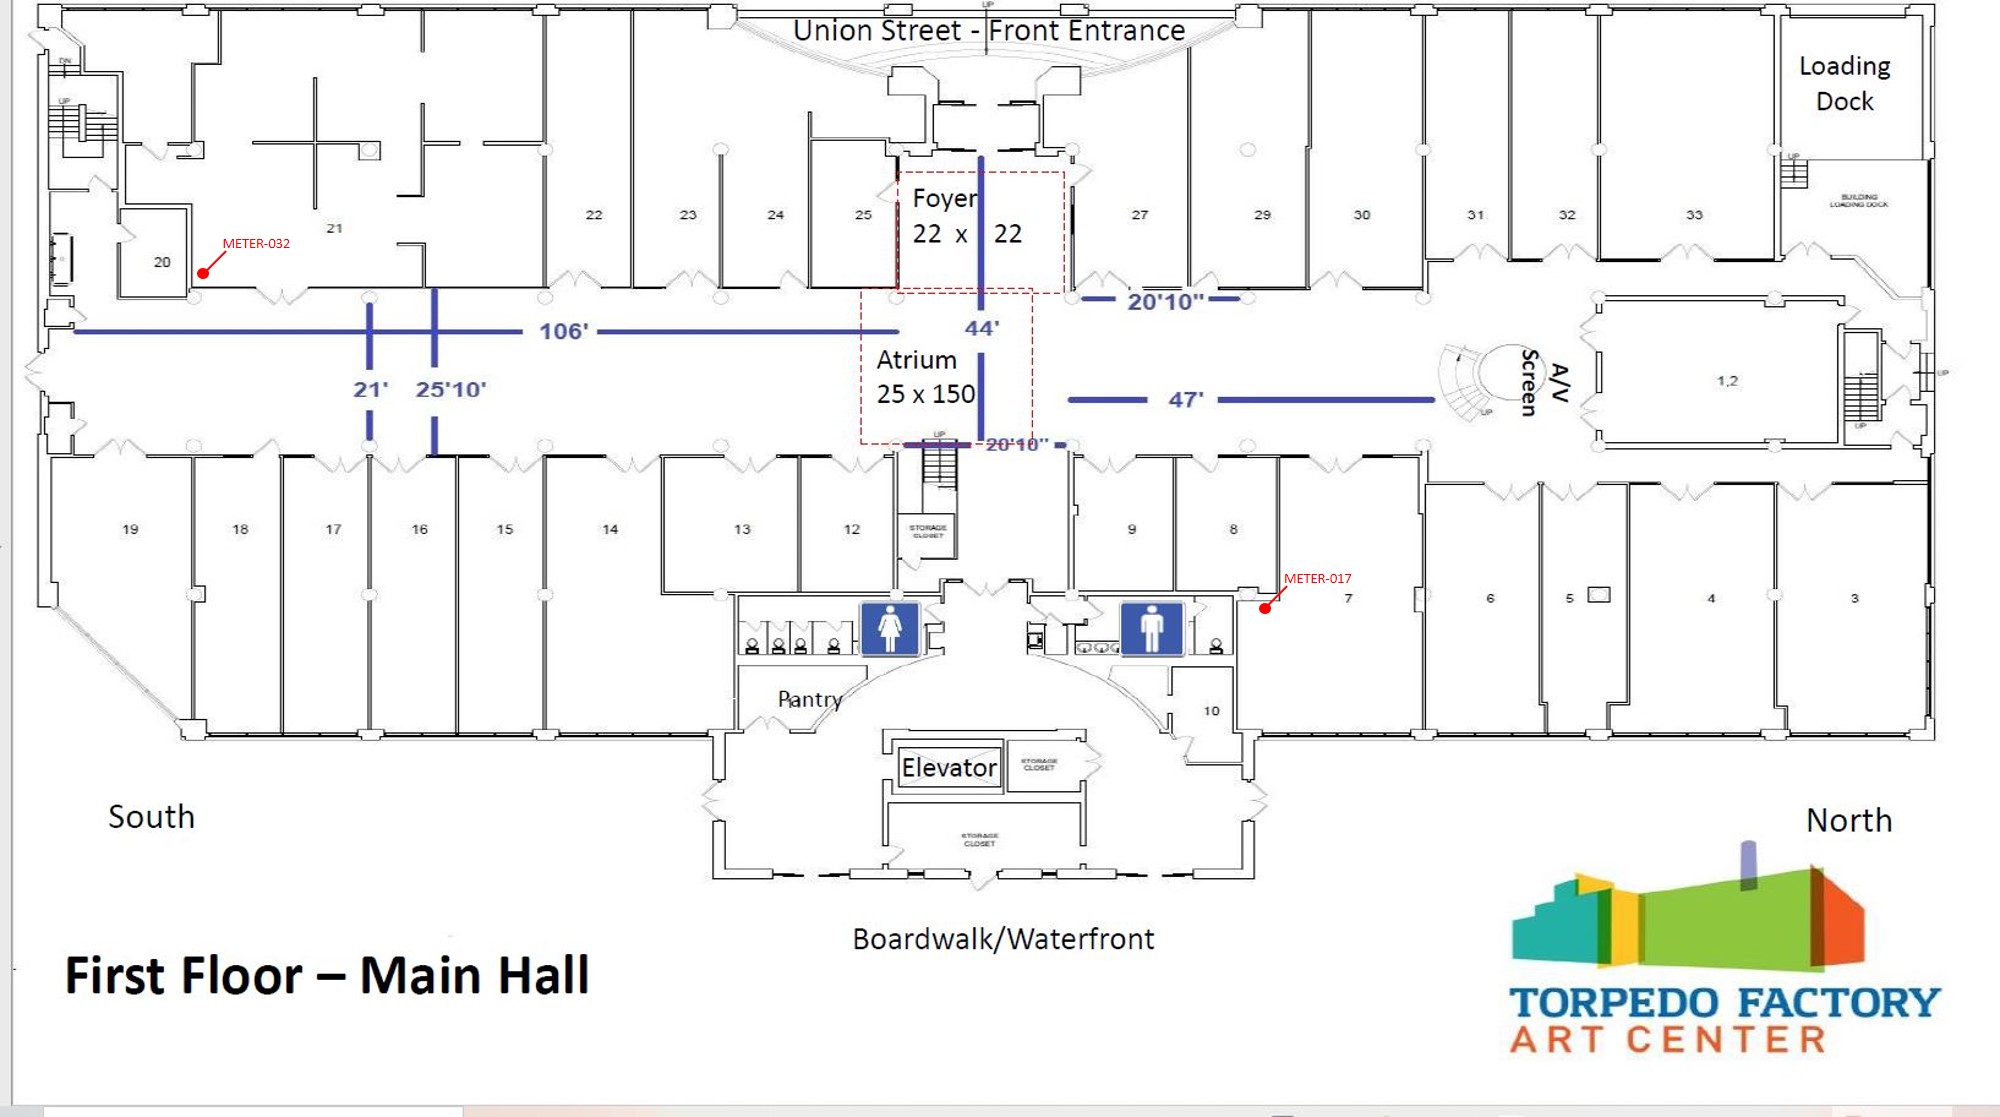 UP
Union Street - Front Entrance
DN
UP
Loading
Dock
UP
BUILDING
LOADING DOCK
Foyer
22 x 22
22
23
24
25
27
29
30
31
32
33
21
METER-032
20
20'10"
106'
44'
Atrium
25 x 150
21'
25'10'
47'
A/V
Screen
UP
1,2
UP
UP
UP
20'10"
19
18
17
16
15
14
13
12
STORAGE
CLOSET
9
8
METER-017
7
6
5
4
3
Pantry
10
Elevator
STORAGE
CLOSET
STORAGE
CLOSET
South
North
Boardwalk/Waterfront
First Floor – Main Hall
TORPEDO FACTORY
ART CENTER